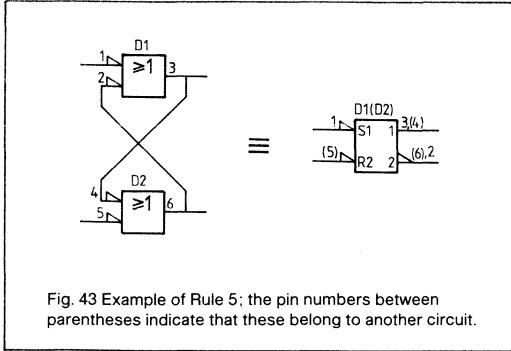 D1
1
2
≥1
3
D2
4
5
≥1
6
≡
D1(D2)
1
S1 1
3,(4)
(5)
R2 2
(6),2
Fig. 43 Example of Rule 5; the pin numbers between
parentheses indicate that these belong to another circuit.